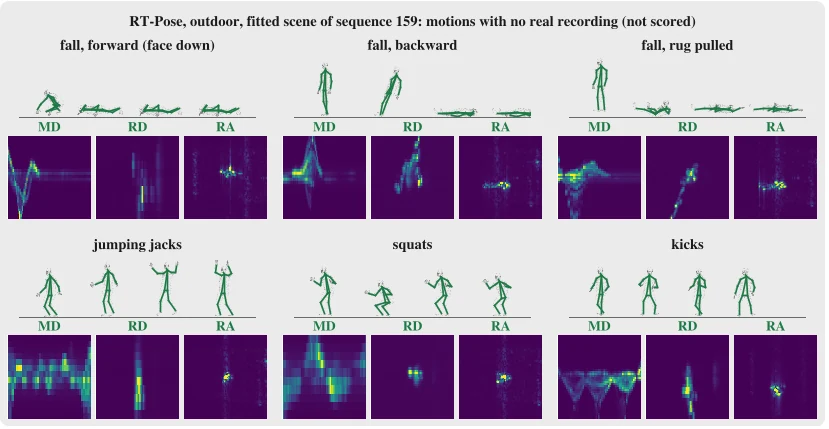 RT-Pose, outdoor, fitted scene of sequence 159: motions with no real recording (not scored)
fall, forward (face down) fall, backward fall, rug pulled
MD RD RA MD RD RA MD RD RA
jumping jacks squats kicks
MD RD RA MD RD RA MD RD RA